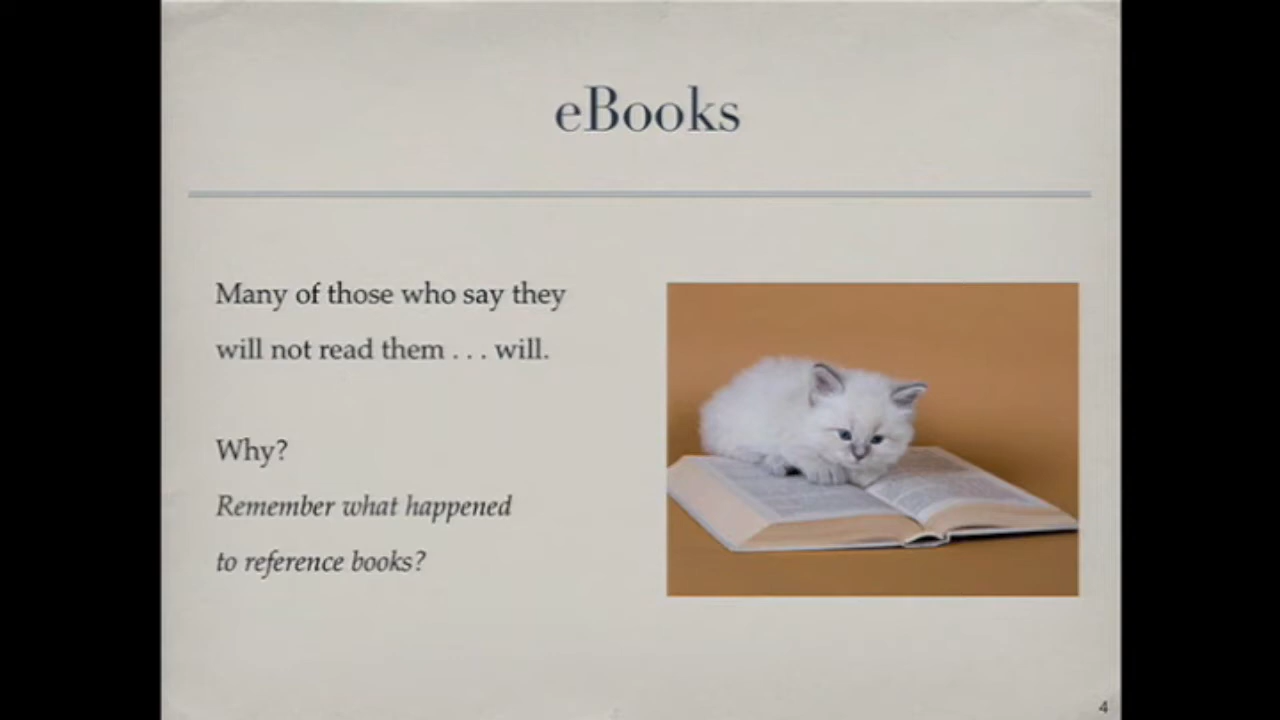 eBooks
Many of those who say they
will not read them . . . will.
Why?
Remember what happened
to reference books?
4